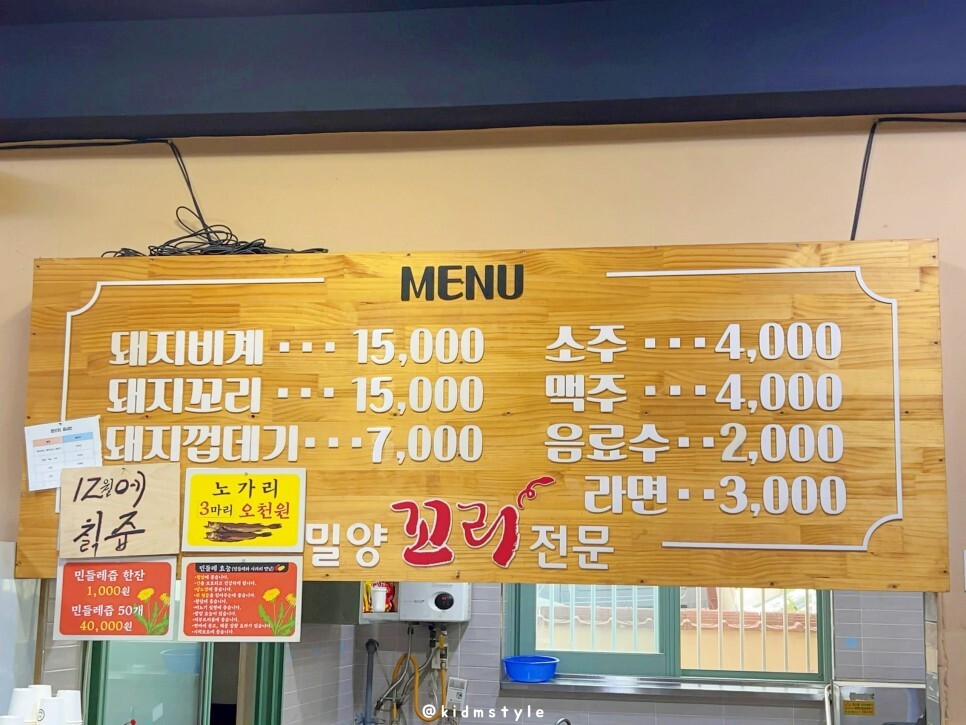 MENU
돼지비계 ··· 15,000
돼지꼬리 ··· 15,000
돼지껍데기 ··· 7,000
소주 ··· 4,000
맥주 ··· 4,000
음료수 ·· 2,000
라면 ·· 3,000
밀양 꼬리 전문
12월에
칡즙
노가리
3마리 오천원
민들레즙 한잔
1,000원
민들레즙 50개
40,000원
민들레 효능
@kidmstyle